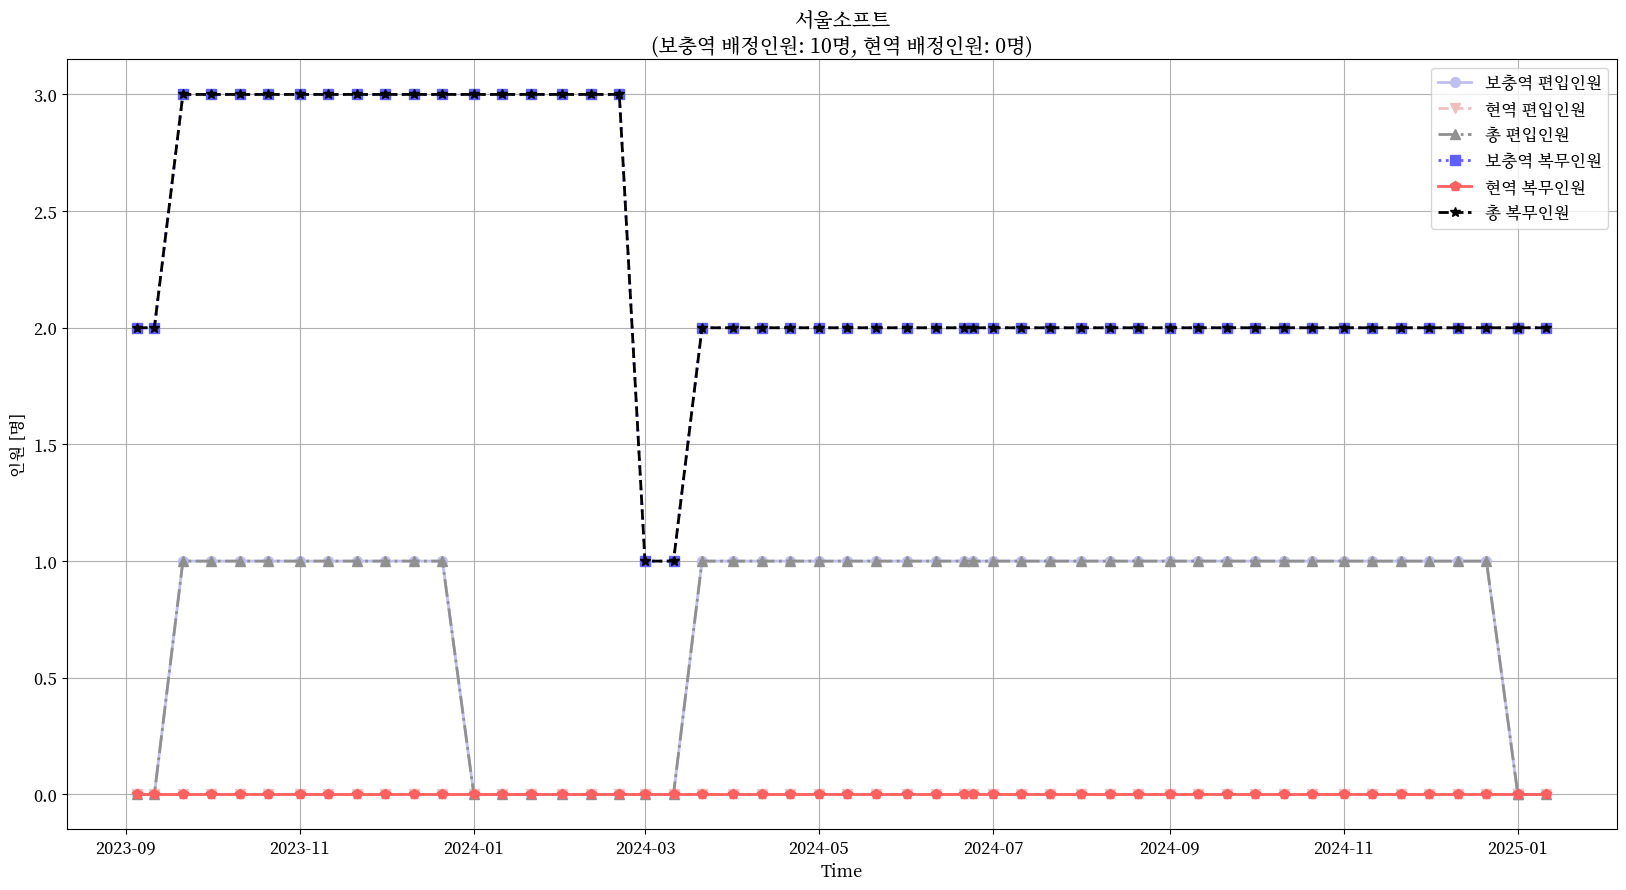 서울소프트
(보충역 배정인원: 10명, 현역 배정인원: 0명)
보충역 편입인원
현역 편입인원
총 편입인원
보충역 복무인원
현역 복무인원
총 복무인원
인원 [명]
3.0
2.5
2.0
1.5
1.0
0.5
0.0
2023-09
2023-11
2024-01
2024-03
2024-05
2024-07
2024-09
2024-11
2025-01
Time